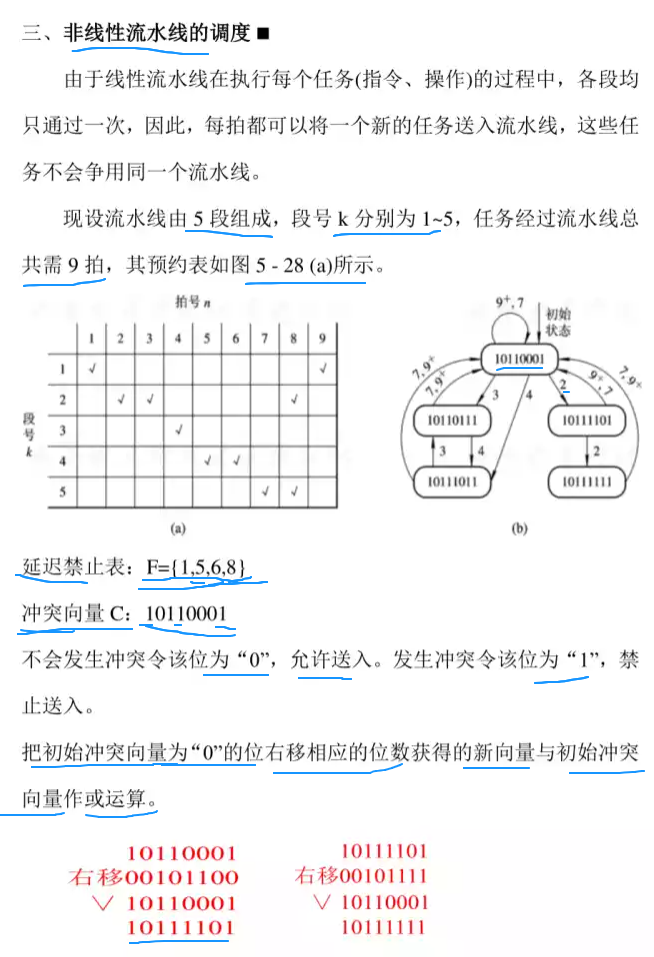 三、非线性流水线的调度 ■
由于线性流水线在执行每个任务(指令、操作)的过程中，各段均
只通过一次，因此，每拍都可以将一个新的任务送入流水线，这些任
务不会争用同一个流水线。
现设流水线由 5 段组成，段号 k 分别为 1~5，任务经过流水线总
共需 9 拍，其预约表如图 5 - 28 (a)所示。
拍号 n
1 2 3 4 5 6 7 8 9
段号 k
1 √ √
2 √ √ √
3 √
4 √ √
5 √ √
(a)
9⁺,7
初始
状态
10110001
7,9⁺
7,9⁺
3
4
2
9⁺,7
7,9⁺
10110111
10111101
3
4
2
10111011
10111111
(b)
延迟禁止表：F={1,5,6,8}
冲突向量 C：10110001
不会发生冲突令该位为“0”，允许送入。发生冲突令该位为“1”，禁
止送入。
把初始冲突向量为“0”的位右移相应的位数获得的新向量与初始冲突
向量作或运算。
10110001
右移00101100
∨ 10110001
10111101
10111101
右移00101111
∨ 10110001
10111111